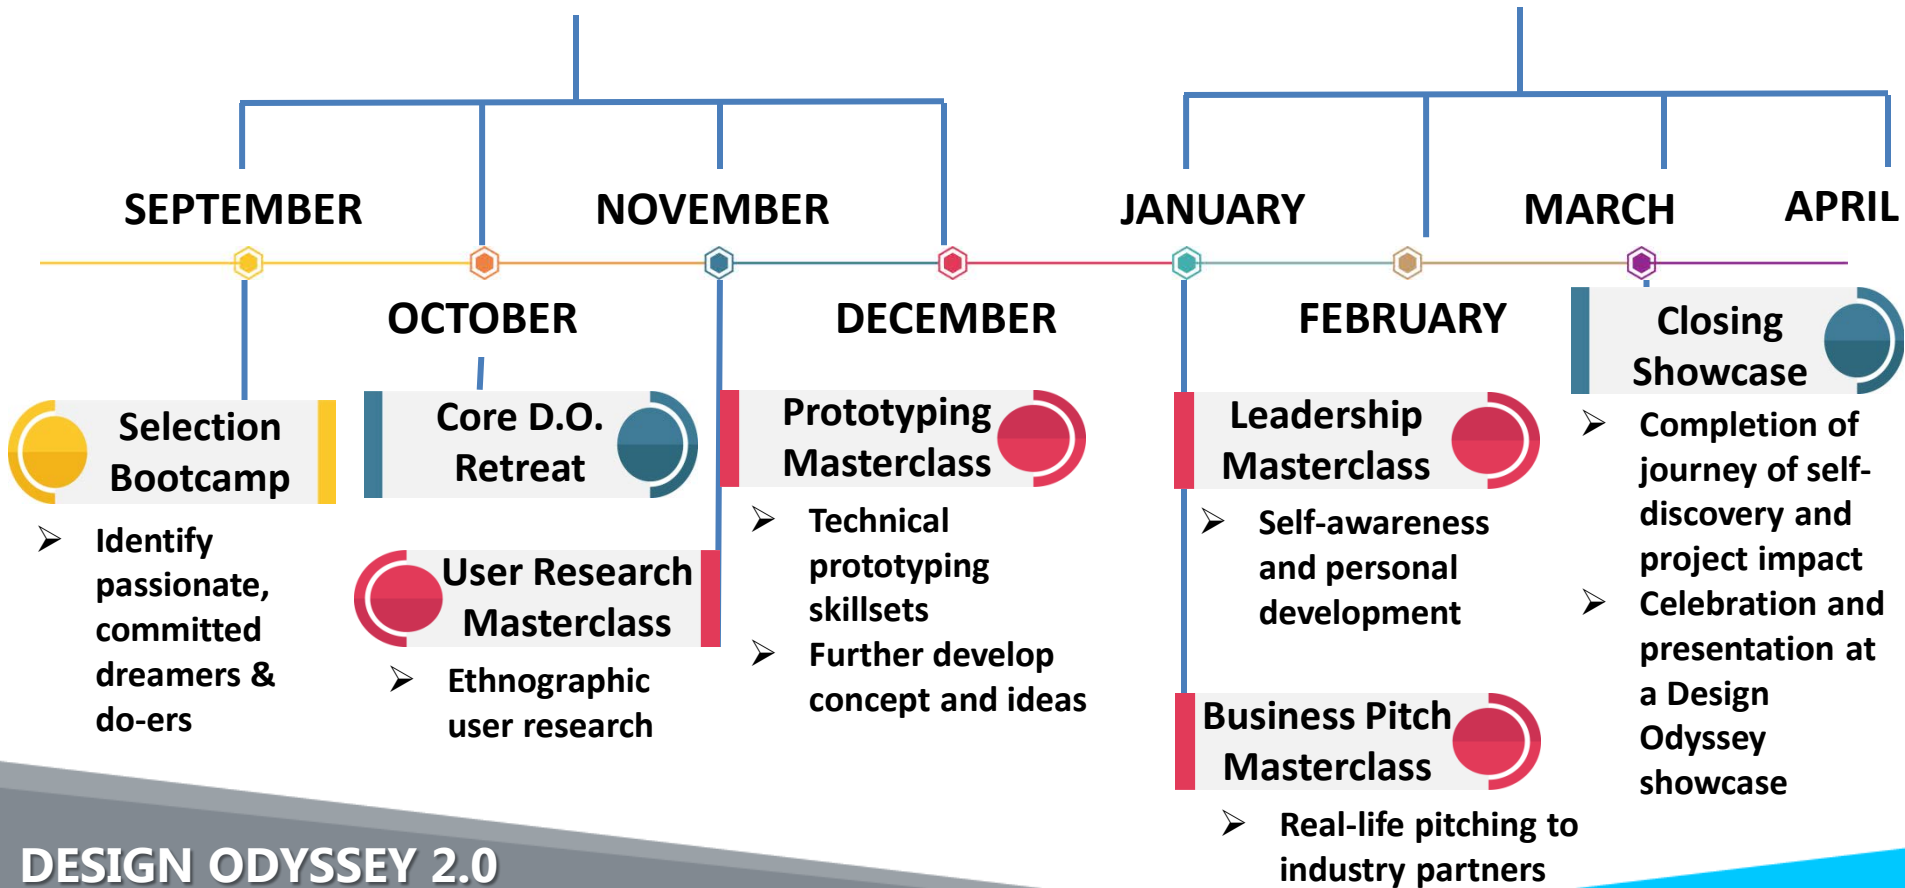 SEPTEMBER
NOVEMBER
JANUARY
MARCH
APRIL
OCTOBER
DECEMBER
FEBRUARY
Selection
Bootcamp
➢ Identify
passionate,
committed
dreamers &
do-ers
Core D.O.
Retreat
User Research
Masterclass
➢ Ethnographic
user research
Prototyping
Masterclass
➢ Technical
prototyping
skillsets
➢ Further develop
concept and ideas
Leadership
Masterclass
➢ Self-awareness
and personal
development
Business Pitch
Masterclass
➢ Real-life pitching to
industry partners
Closing
Showcase
➢ Completion of
journey of self-
discovery and
project impact
➢ Celebration and
presentation at
a Design
Odyssey
showcase
DESIGN ODYSSEY 2.0